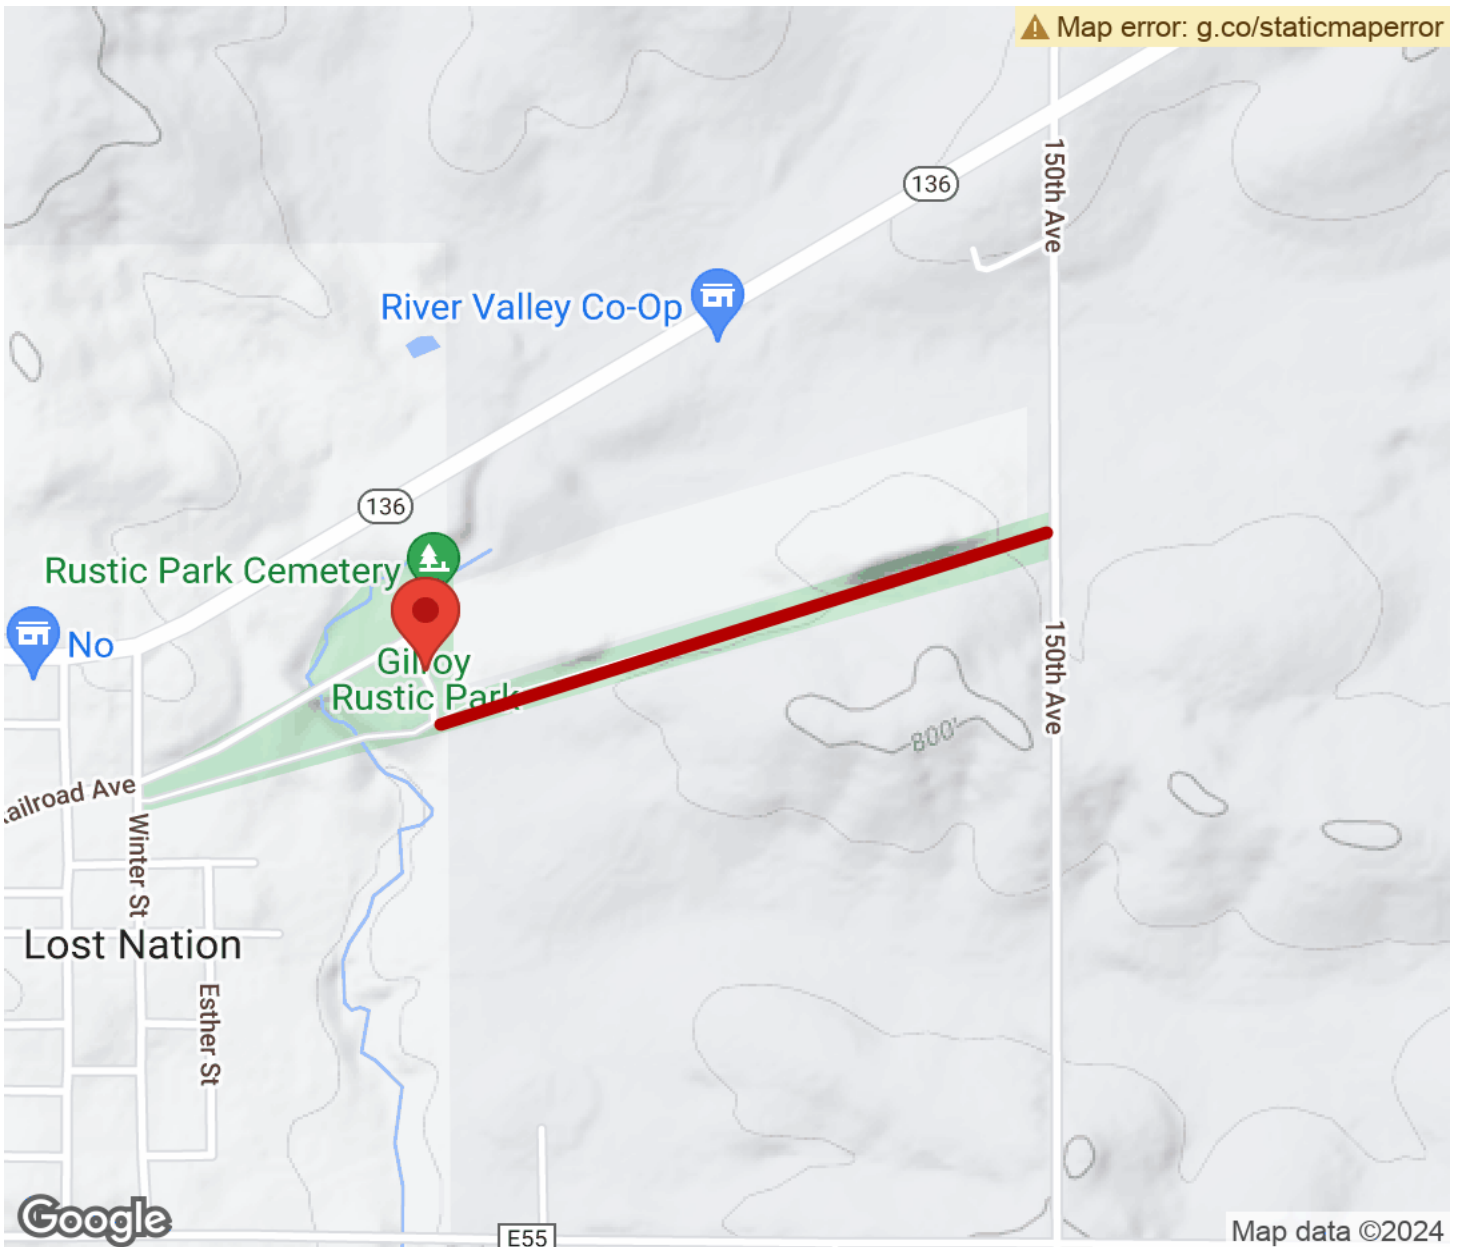 Map error: g.co/staticmaperror
150th Ave
136
River Valley Co-Op
136
Rustic Park Cemetery
No
Gilroy
Rustic Park
150th Ave
800'
ailroad Ave
Winter St
Lost Nation
Esther St
Google
E55
Map data ©2024